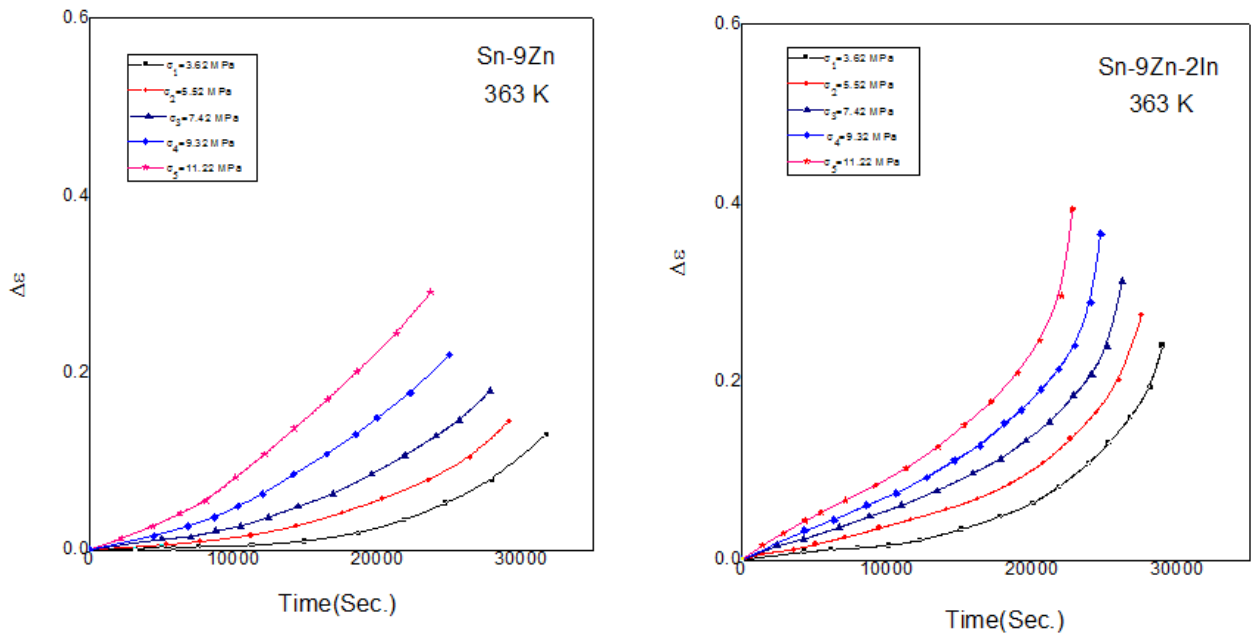 0.6
σ1=3.62 MPa
σ2=5.52 MPa
σ3=7.42 MPa
σ4=9.32 MPa
σ5=11.22 MPa
Sn-9Zn
363 K
0.4
Δε
0.2
0.0
0 10000 20000 30000
Time(Sec.)
0.6
σ1=3.62 MPa
σ2=5.52 MPa
σ3=7.42 MPa
σ4=9.32 MPa
σ5=11.22 MPa
Sn-9Zn-2In
363 K
0.4
Δε
0.2
0.0
0 10000 20000 30000
Time(Sec.)